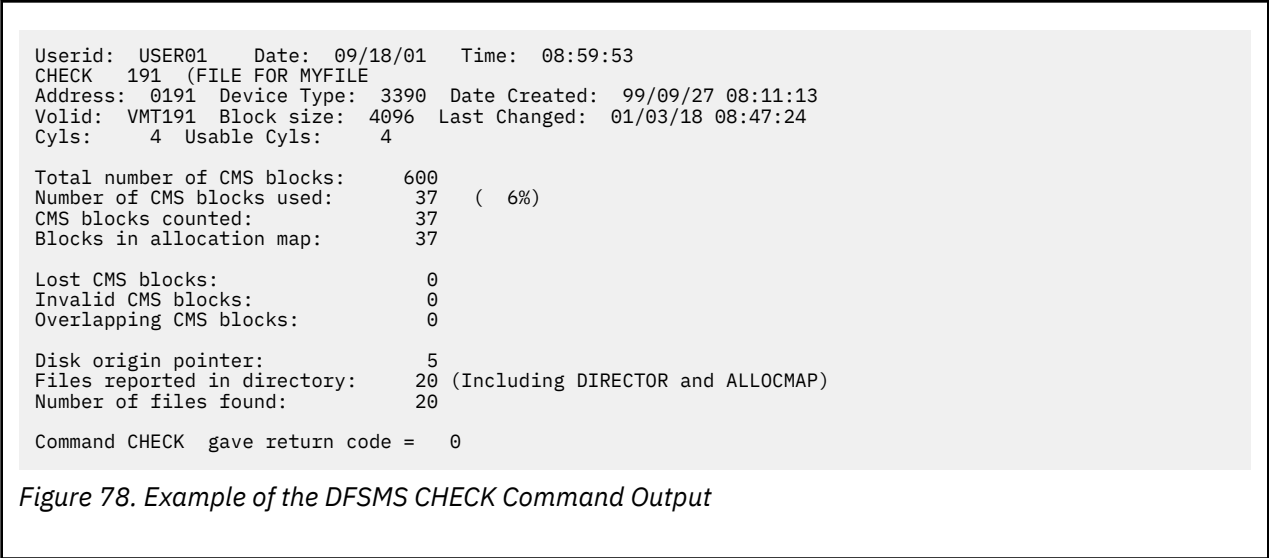 Userid:  USER01    Date:  09/18/01   Time:  08:59:53
CHECK   191  (FILE FOR MYFILE
Address:  0191  Device Type:  3390  Date Created:  99/09/27 08:11:13
Volid:  VMT191  Block size:  4096  Last Changed:  01/03/18 08:47:24
Cyls:      4  Usable Cyls:     4
Total number of CMS blocks:     600
Number of CMS blocks used:       37   (  6%)
CMS blocks counted:              37
Blocks in allocation map:        37
Lost CMS blocks:                  0
Invalid CMS blocks:               0
Overlapping CMS blocks:           0
Disk origin pointer:              5
Files reported in directory:     20 (Including DIRECTOR and ALLOCMAP)
Number of files found:           20
Command CHECK  gave return code =   0
Figure 78. Example of the DFSMS CHECK Command Output